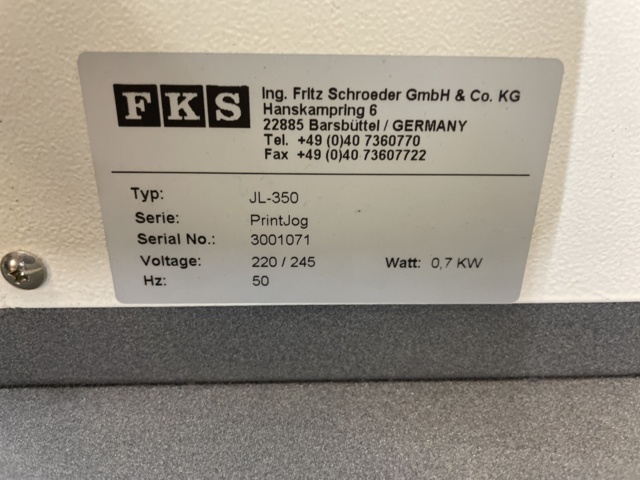 FKS
Ing. Fritz Schroeder GmbH & Co. KG
Hanskampring 6
22885 Barsbüttel / GERMANY
Tel. +49 (0)40 7360770
Fax +49 (0)40 73607722
Typ: JL-350
Serie: PrintJog
Serial No.: 3001071
Voltage: 220 / 245 Watt: 0,7 KW
Hz: 50